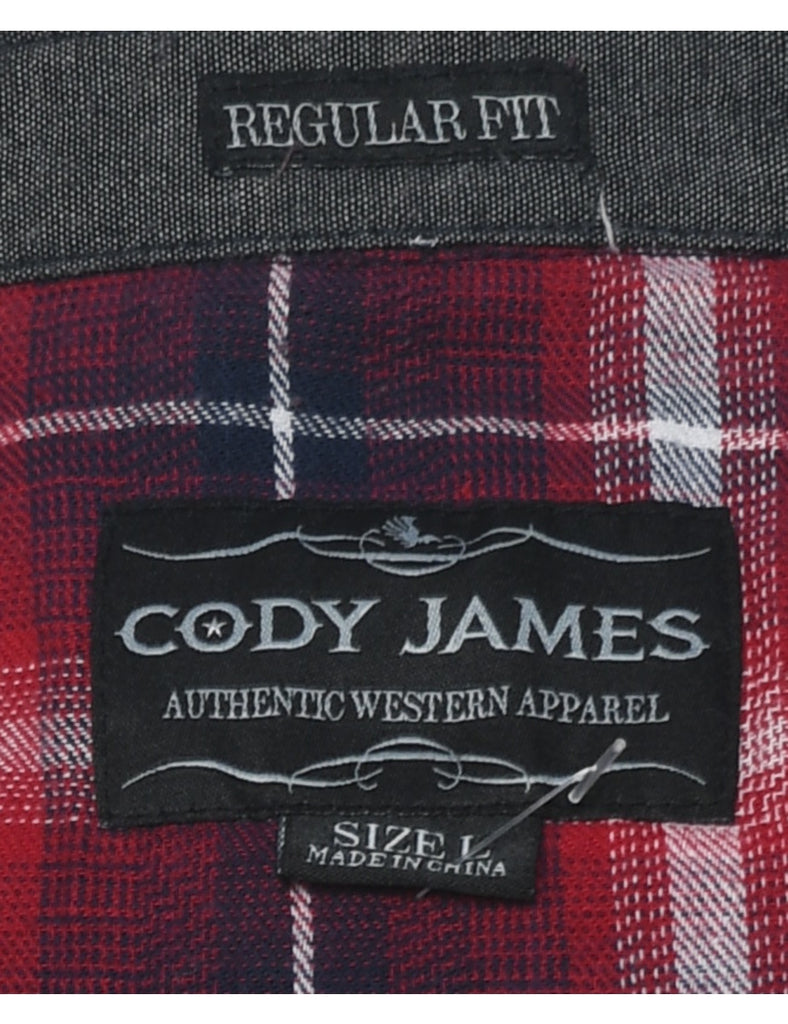 REGULAR FIT
CODY JAMES
AUTHENTIC WESTERN APPAREL
SIZE L
MADE IN CHINA